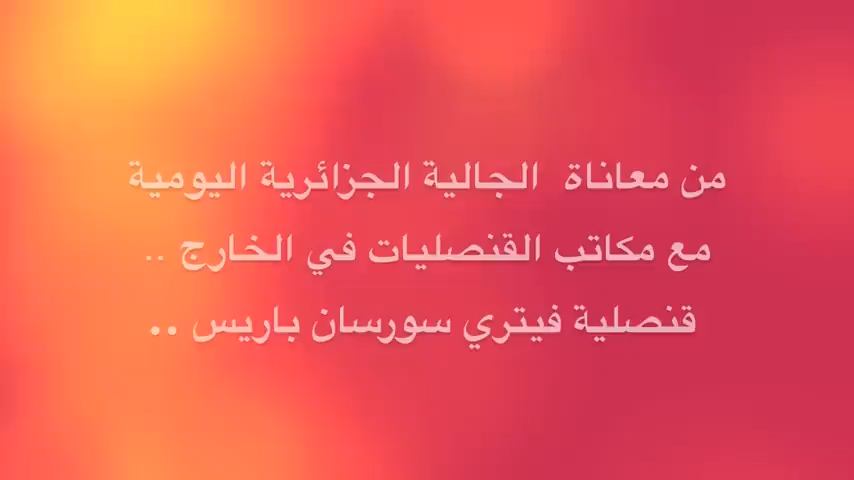 من معاناة الجالية الجزائرية اليومية
مع مكاتب القنصليات في الخارج ..
قنصلية فيتري سورسان باريس ..